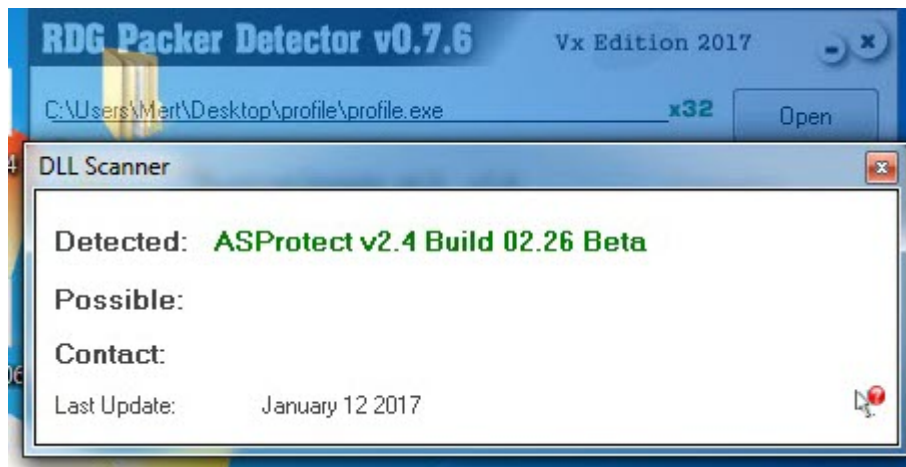 RDG Packer Detector v0.7.6 Vx Edition 2017
C:\Users\Mert\Desktop\profile\profile.exe x32 Open
DLL Scanner
Detected: ASProtect v2.4 Build 02.26 Beta
Possible:
Contact:
Last Update: January 12 2017